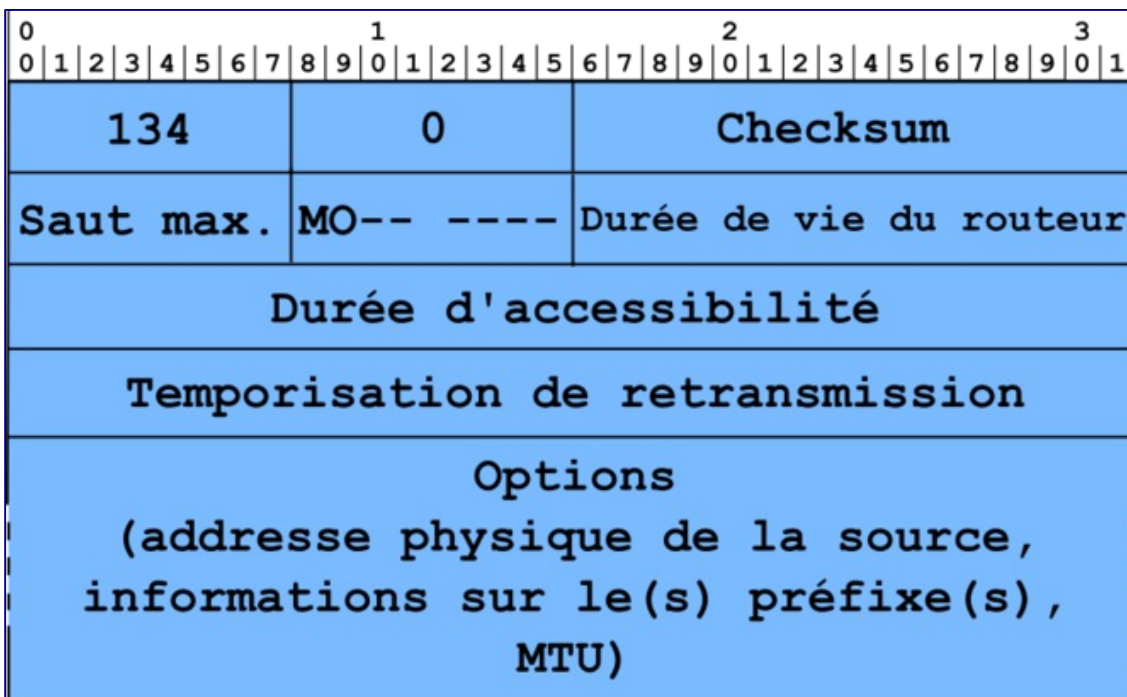 0 1 2 3
0|1|2|3|4|5|6|7|8|9|0|1|2|3|4|5|6|7|8|9|0|1|2|3|4|5|6|7|8|9|0|1
134 0 Checksum
Saut max. MO-- ---- Durée de vie du routeur
Durée d'accessibilité
Temporisation de retransmission
Options
(addresse physique de la source,
informations sur le(s) préfixe(s),
MTU)